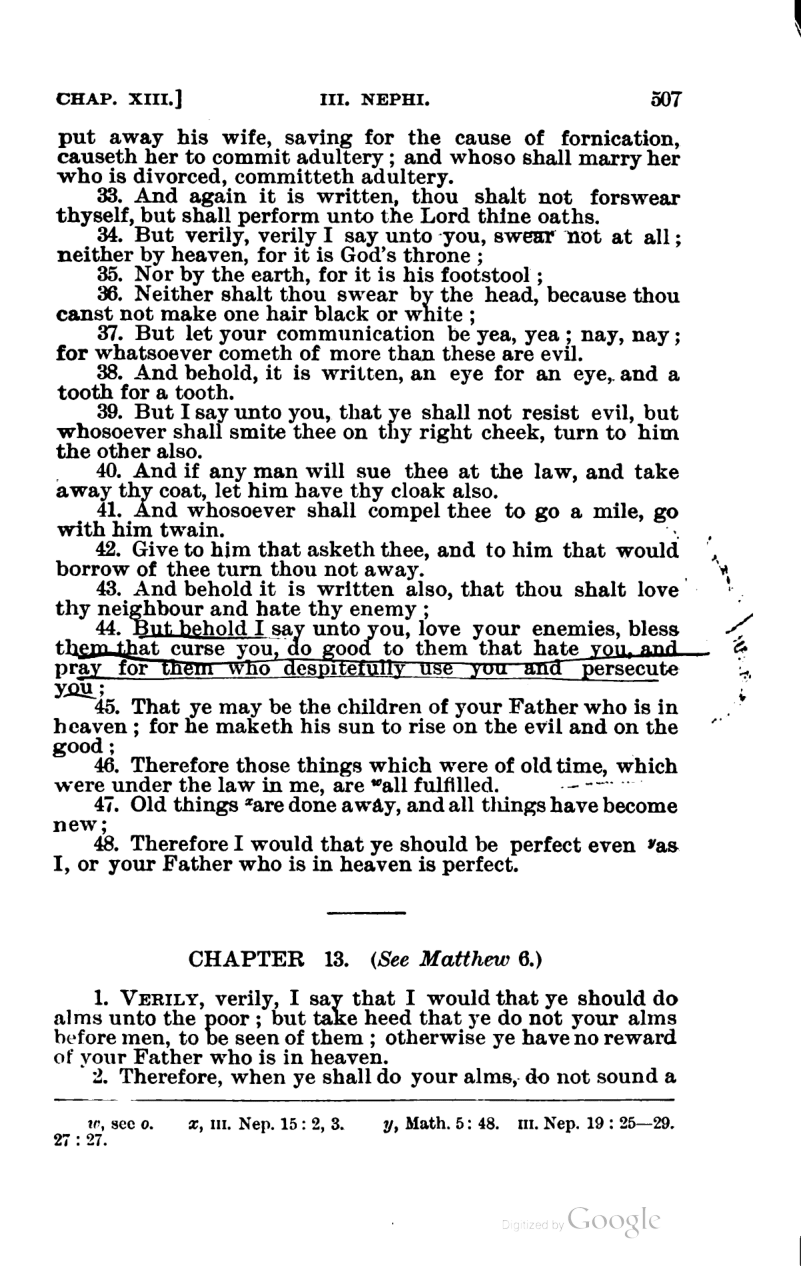 CHAP. XIII.] III. NEPHI. 507
put away his wife, saving for the cause of fornication,
causeth her to commit adultery ; and whoso shall marry her
who is divorced, committeth adultery.
33. And again it is written, thou shalt not forswear
thyself, but shall perform unto the Lord thine oaths.
34. But verily, verily I say unto you, swear not at all ;
neither by heaven, for it is God's throne ;
35. Nor by the earth, for it is his footstool ;
36. Neither shalt thou swear by the head, because thou
canst not make one hair black or white ;
37. But let your communication be yea, yea ; nay, nay ;
for whatsoever cometh of more than these are evil.
38. And behold, it is written, an eye for an eye, and a
tooth for a tooth.
39. But I say unto you, that ye shall not resist evil, but
whosoever shall smite thee on thy right cheek, turn to him
the other also.
40. And if any man will sue thee at the law, and take
away thy coat, let him have thy cloak also.
41. And whosoever shall compel thee to go a mile, go
with him twain.
42. Give to him that asketh thee, and to him that would
borrow of thee turn thou not away.
43. And behold it is written also, that thou shalt love
thy neighbour and hate thy enemy ;
44. But behold I say unto you, love your enemies, bless
them that curse you, do good to them that hate you, and
pray for them who despitefully use you and persecute
you ;
45. That ye may be the children of your Father who is in
heaven ; for he maketh his sun to rise on the evil and on the
good ;
46. Therefore those things which were of old time, which
were under the law in me, are ʷall fulfilled.
47. Old things ˣare done away, and all things have become
new ;
48. Therefore I would that ye should be perfect even ʸas
I, or your Father who is in heaven is perfect.
CHAPTER 13. (See Matthew 6.)
1. VERILY, verily, I say that I would that ye should do
alms unto the poor ; but take heed that ye do not your alms
before men, to be seen of them ; otherwise ye have no reward
of your Father who is in heaven.
2. Therefore, when ye shall do your alms, do not sound a
w, see o. x, III. Nep. 15 : 2, 3. y, Math. 5 : 48. III. Nep. 19 : 25—29.
27 : 27.
Digitized by Google